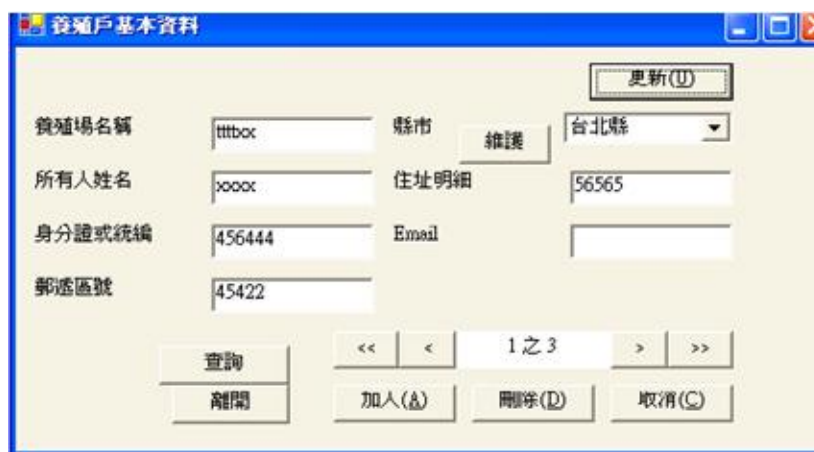 養殖戶基本資料
更新(U)
養殖場名稱 ttttxxx 縣市 維護 台北縣
所有人姓名 xxxxx 住址明細 56565
身分證或統編 456444 Email
郵遞區號 45422
查詢 << < 1 之 3 > >>
離開 加入(A) 刪除(D) 取消(C)